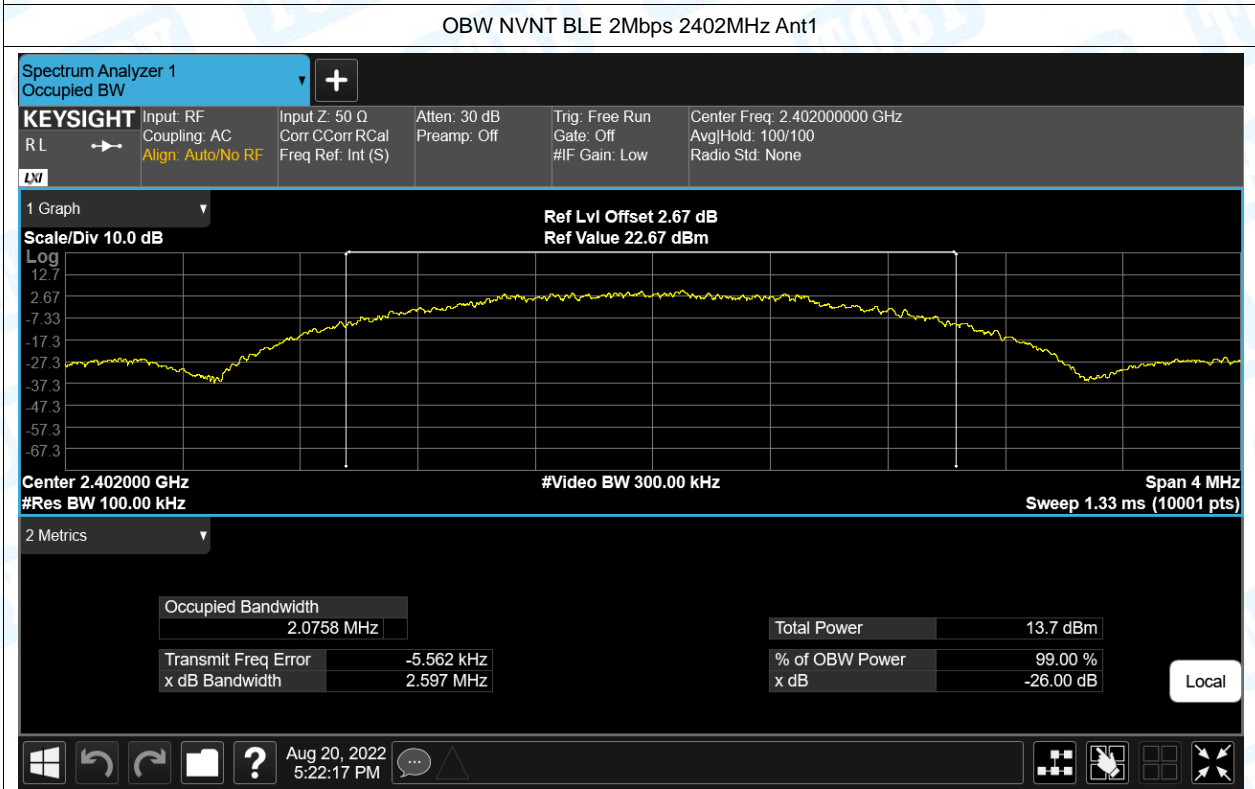 OBW NVNT BLE 2Mbps 2402MHz Ant1
Spectrum Analyzer 1
Occupied BW
KEYSIGHT
R L
LXI
Input: RF
Coupling: AC
Align: Auto/No RF
Input Z: 50 Ω
Corr CCorr RCal
Freq Ref: Int (S)
Atten: 30 dB
Preamp: Off
Trig: Free Run
Gate: Off
#IF Gain: Low
Center Freq: 2.402000000 GHz
Avg|Hold: 100/100
Radio Std: None
1 Graph
Scale/Div 10.0 dB
Ref Lvl Offset 2.67 dB
Ref Value 22.67 dBm
Log
12.7
2.67
-7.33
-17.3
-27.3
-37.3
-47.3
-57.3
-67.3
Center 2.402000 GHz
#Video BW 300.00 kHz
Span 4 MHz
#Res BW 100.00 kHz
Sweep 1.33 ms (10001 pts)
2 Metrics
Occupied Bandwidth
2.0758 MHz
Total Power 13.7 dBm
Transmit Freq Error -5.562 kHz
% of OBW Power 99.00 %
x dB Bandwidth 2.597 MHz
x dB -26.00 dB
Local
?
Aug 20, 2022
5:22:17 PM